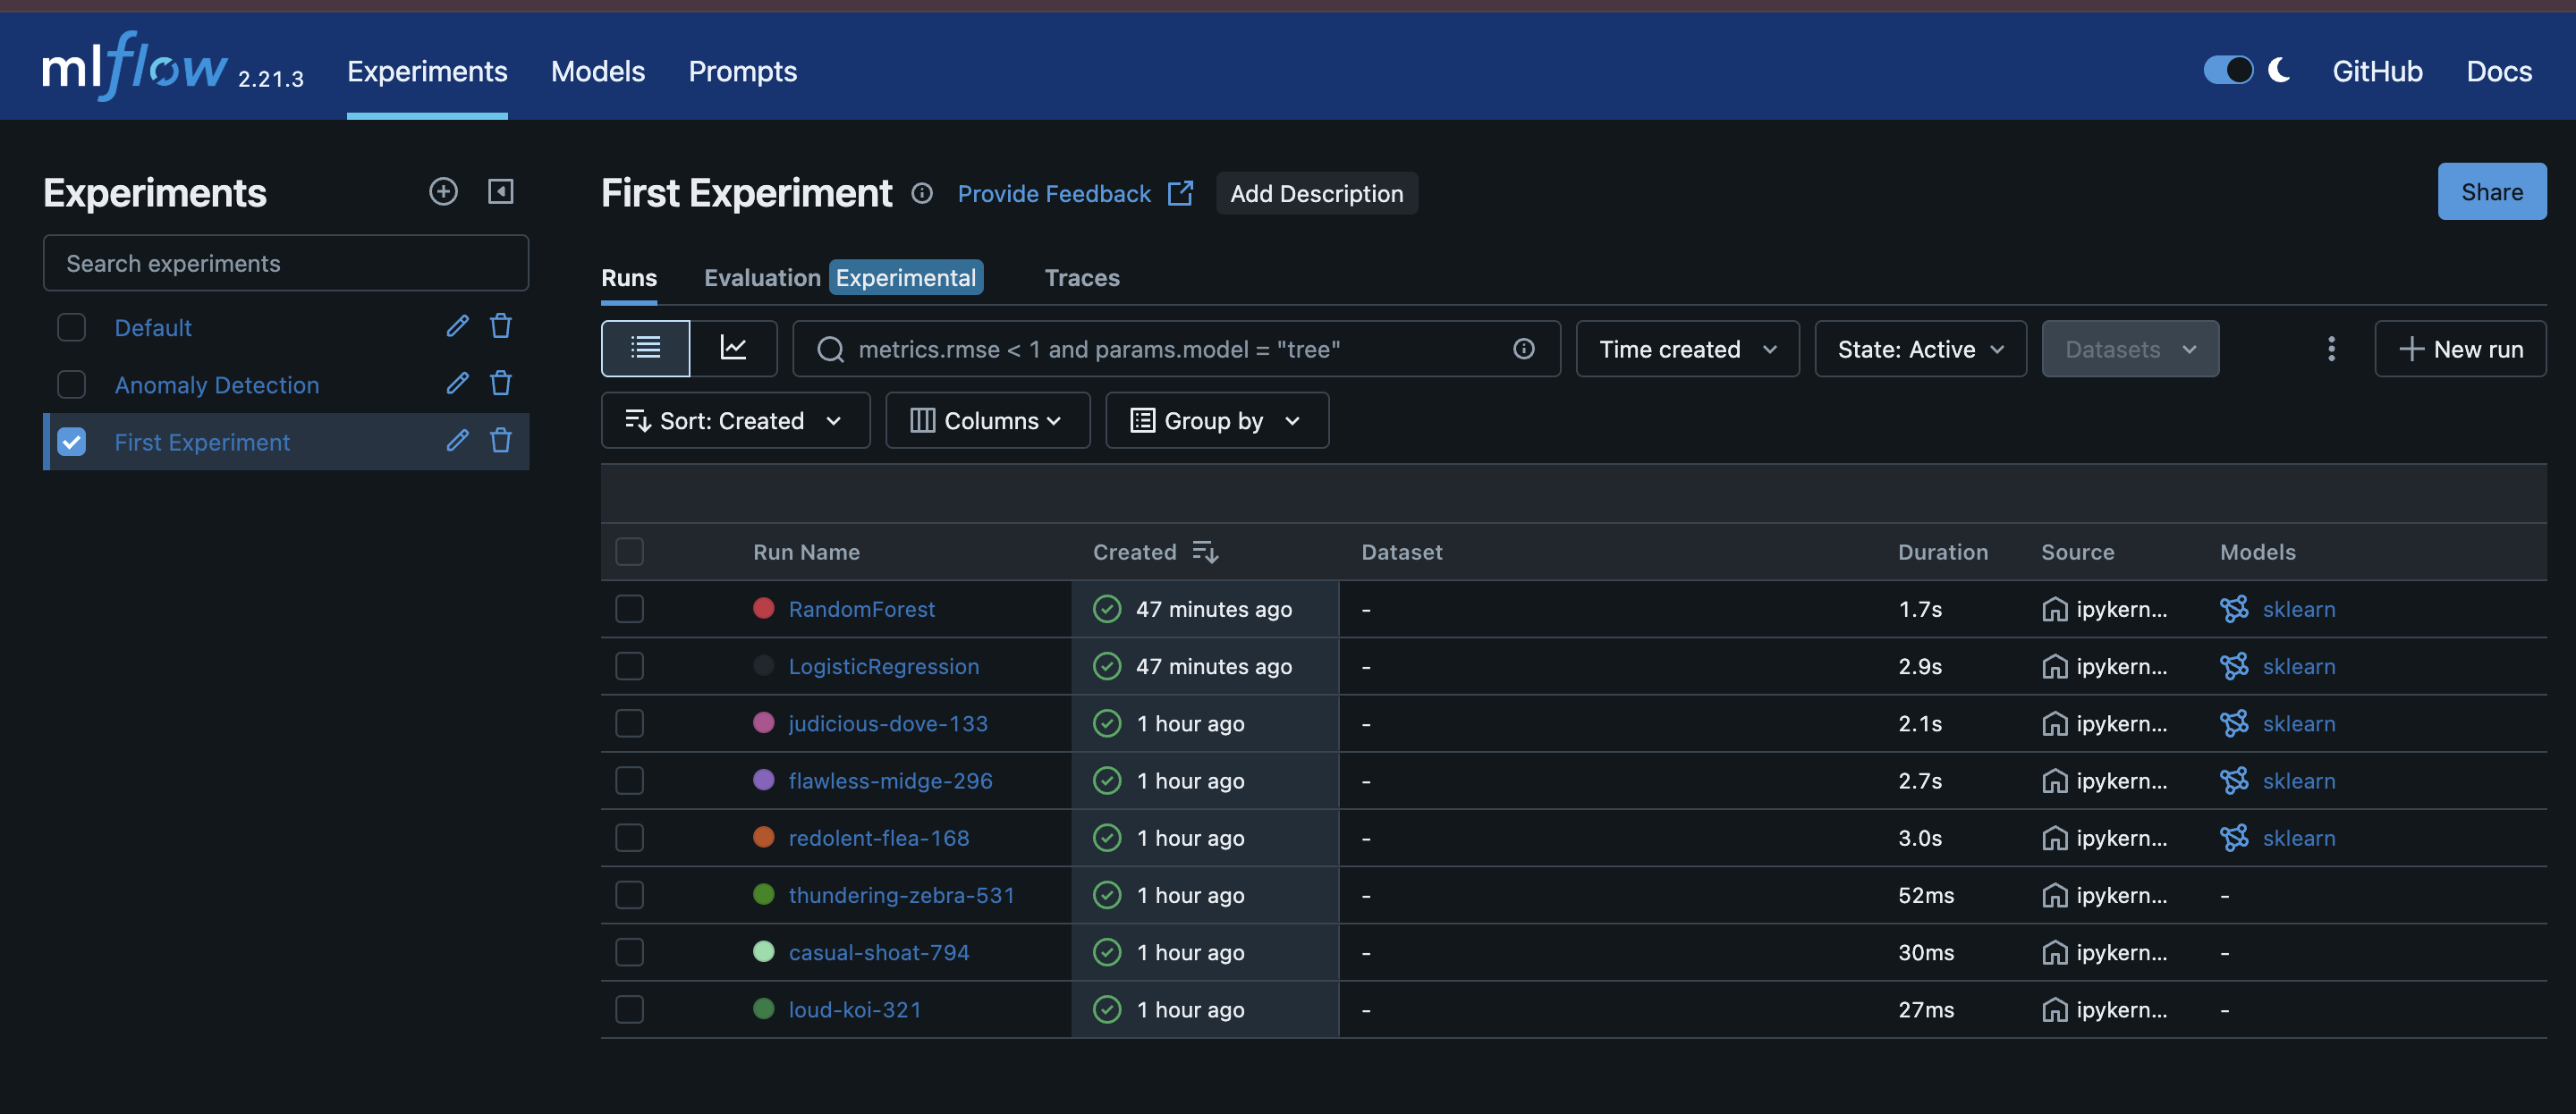 mlflow 2.21.3 Experiments Models Prompts GitHub Docs
Experiments
Search experiments
Default
Anomaly Detection
First Experiment
First Experiment Provide Feedback Add Description Share
Runs Evaluation Experimental Traces
metrics.rmse < 1 and params.model = "tree" Time created State: Active Datasets New run
Sort: Created Columns Group by
Run Name Created Dataset Duration Source Models
RandomForest 47 minutes ago - 1.7s ipykern... sklearn
LogisticRegression 47 minutes ago - 2.9s ipykern... sklearn
judicious-dove-133 1 hour ago - 2.1s ipykern... sklearn
flawless-midge-296 1 hour ago - 2.7s ipykern... sklearn
redolent-flea-168 1 hour ago - 3.0s ipykern... sklearn
thundering-zebra-531 1 hour ago - 52ms ipykern... -
casual-shoat-794 1 hour ago - 30ms ipykern... -
loud-koi-321 1 hour ago - 27ms ipykern... -